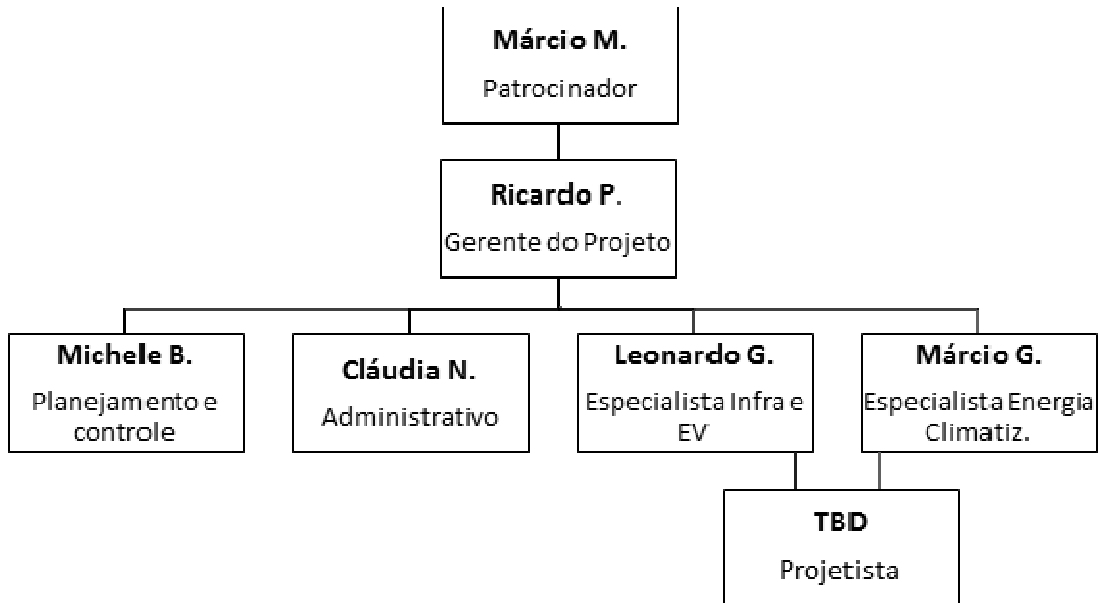 Márcio M.
Patrocinador
Ricardo P.
Gerente do Projeto
Michele B.
Planejamento e
controle
Cláudia N.
Administrativo
Leonardo G.
Especialista Infra e
EV
Márcio G.
Especialista Energia
Climatiz.
TBD
Projetista